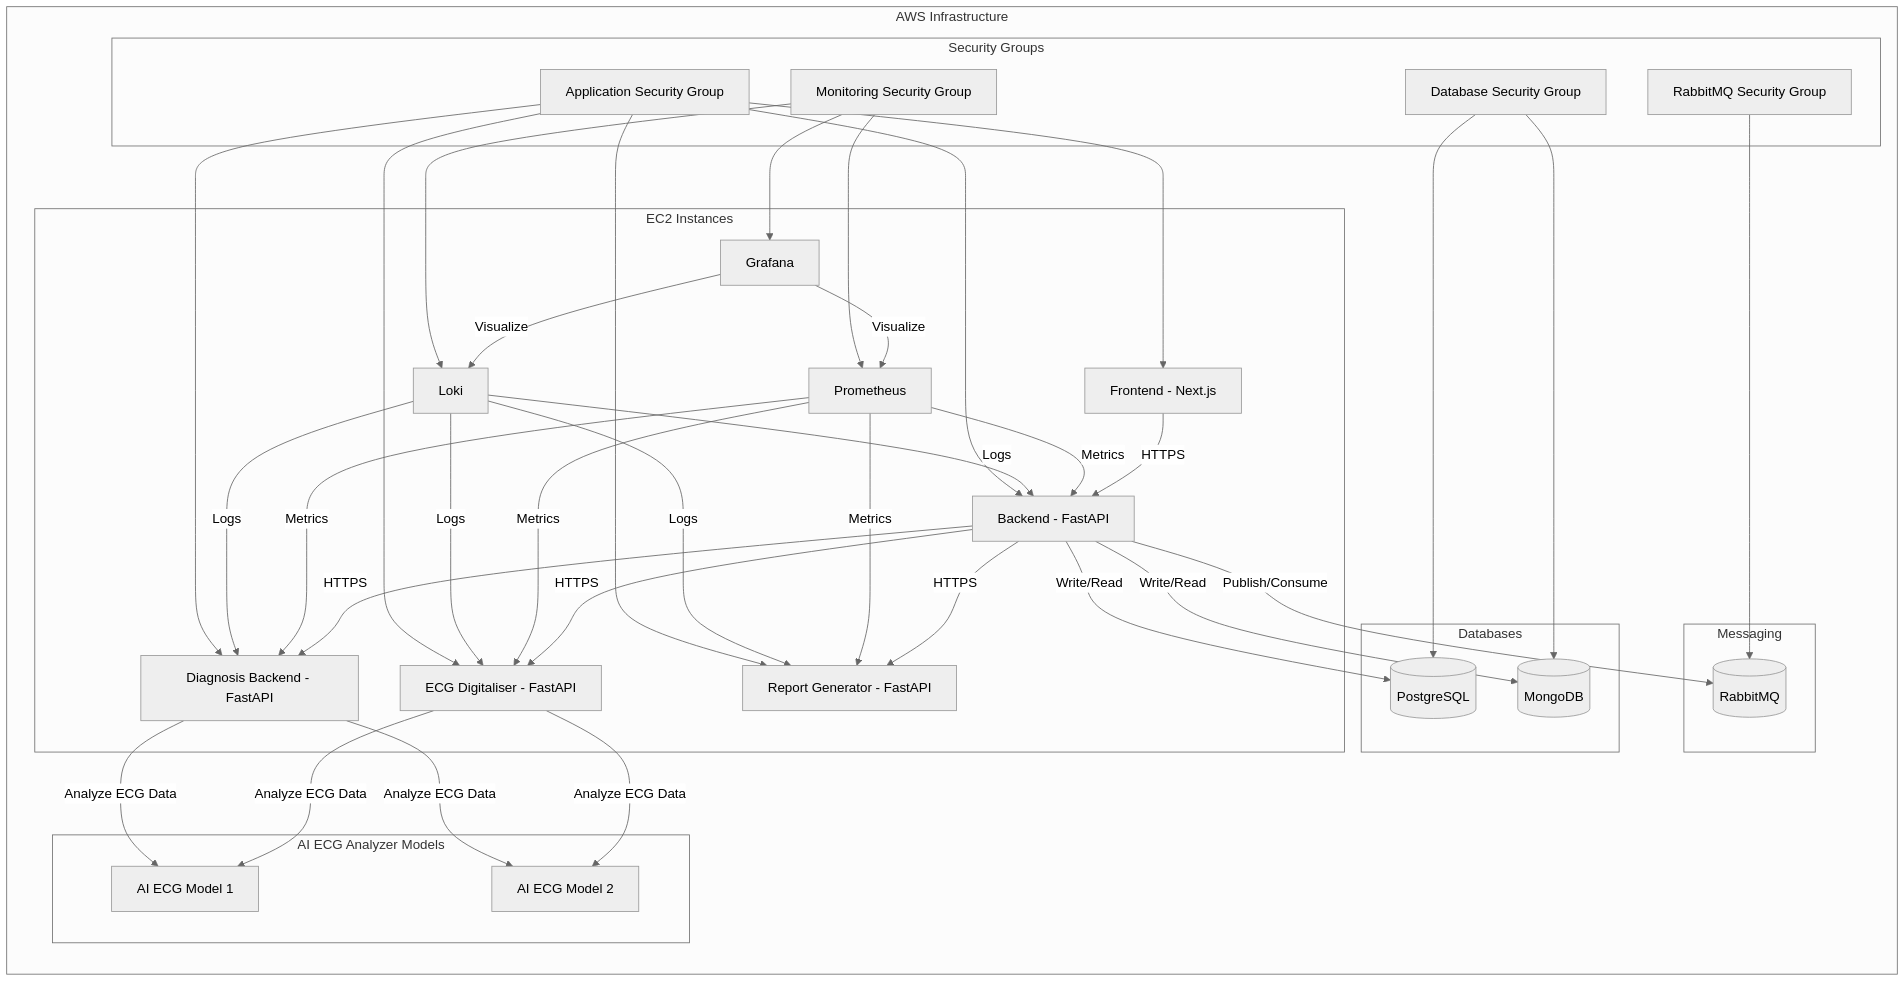 AWS Infrastructure
Security Groups
Application Security Group
Monitoring Security Group
Database Security Group
RabbitMQ Security Group
EC2 Instances
Grafana
Visualize
Visualize
Loki
Prometheus
Frontend - Next.js
Logs
Metrics
HTTPS
Logs
Metrics
Logs
Metrics
Logs
Metrics
Backend - FastAPI
HTTPS
HTTPS
HTTPS
Write/Read
Write/Read
Publish/Consume
Databases
Messaging
Diagnosis Backend -
FastAPI
ECG Digitaliser - FastAPI
Report Generator - FastAPI
PostgreSQL
MongoDB
RabbitMQ
Analyze ECG Data
Analyze ECG Data
Analyze ECG Data
Analyze ECG Data
AI ECG Analyzer Models
AI ECG Model 1
AI ECG Model 2